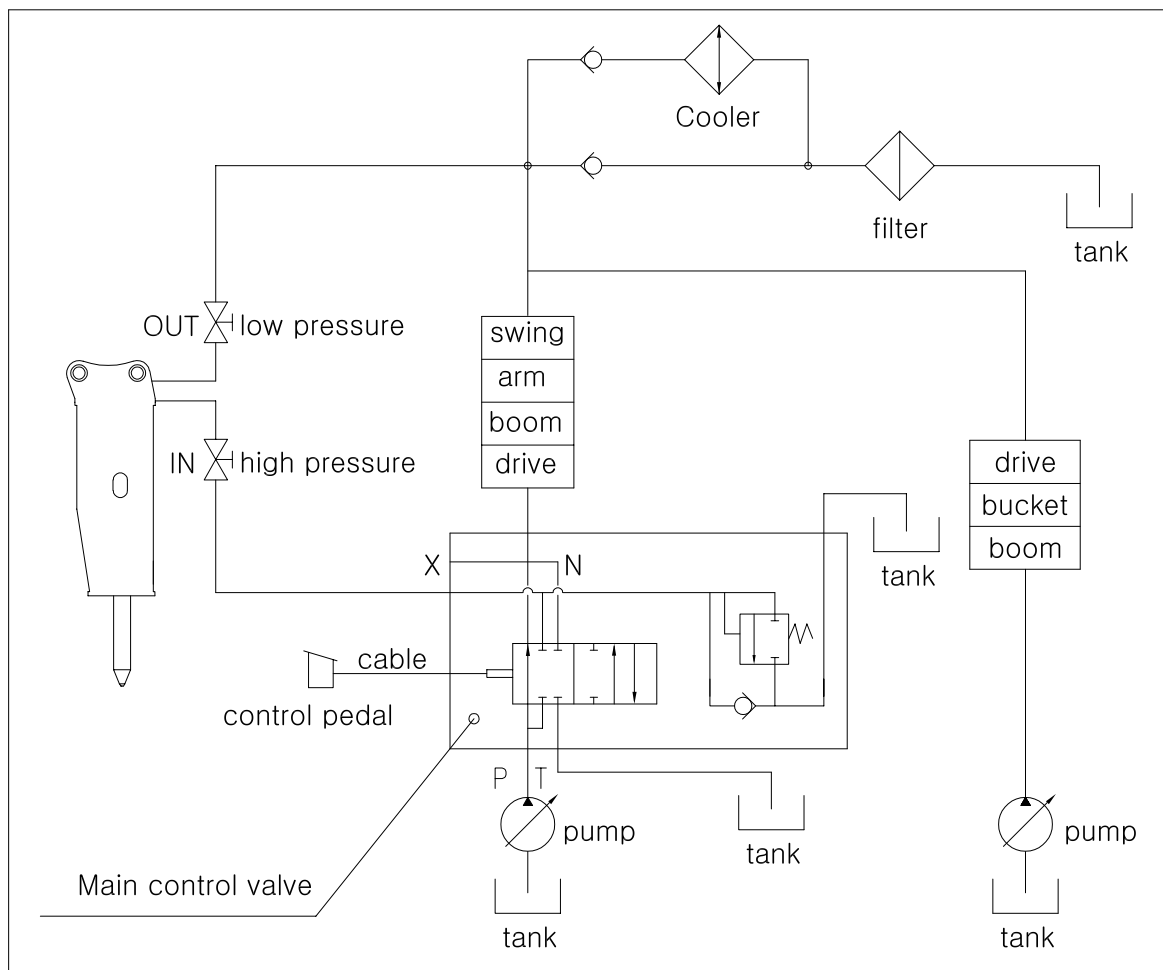 Cooler
filter
tank
OUT
low pressure
swing
arm
boom
drive
IN
high pressure
drive
bucket
boom
X
N
tank
cable
control pedal
P
T
pump
tank
pump
Main control valve
tank
tank